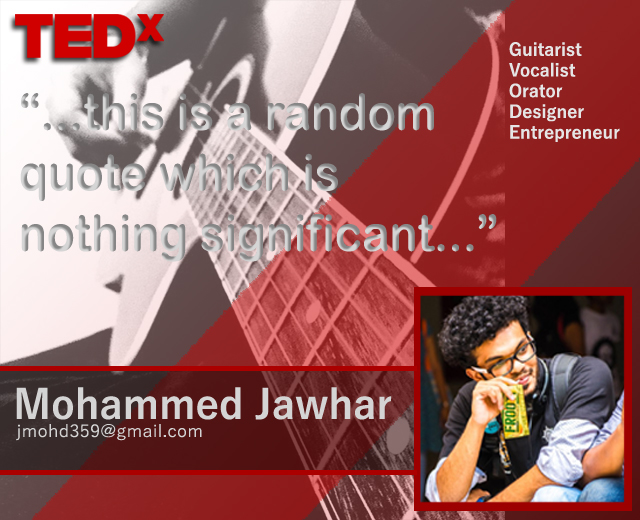 TEDx
Guitarist
Vocalist
Orator
Designer
Entrepreneur
“...this is a random
quote which is
nothing significant...”
Mohammed Jawhar
jmohd359@gmail.com
FROO